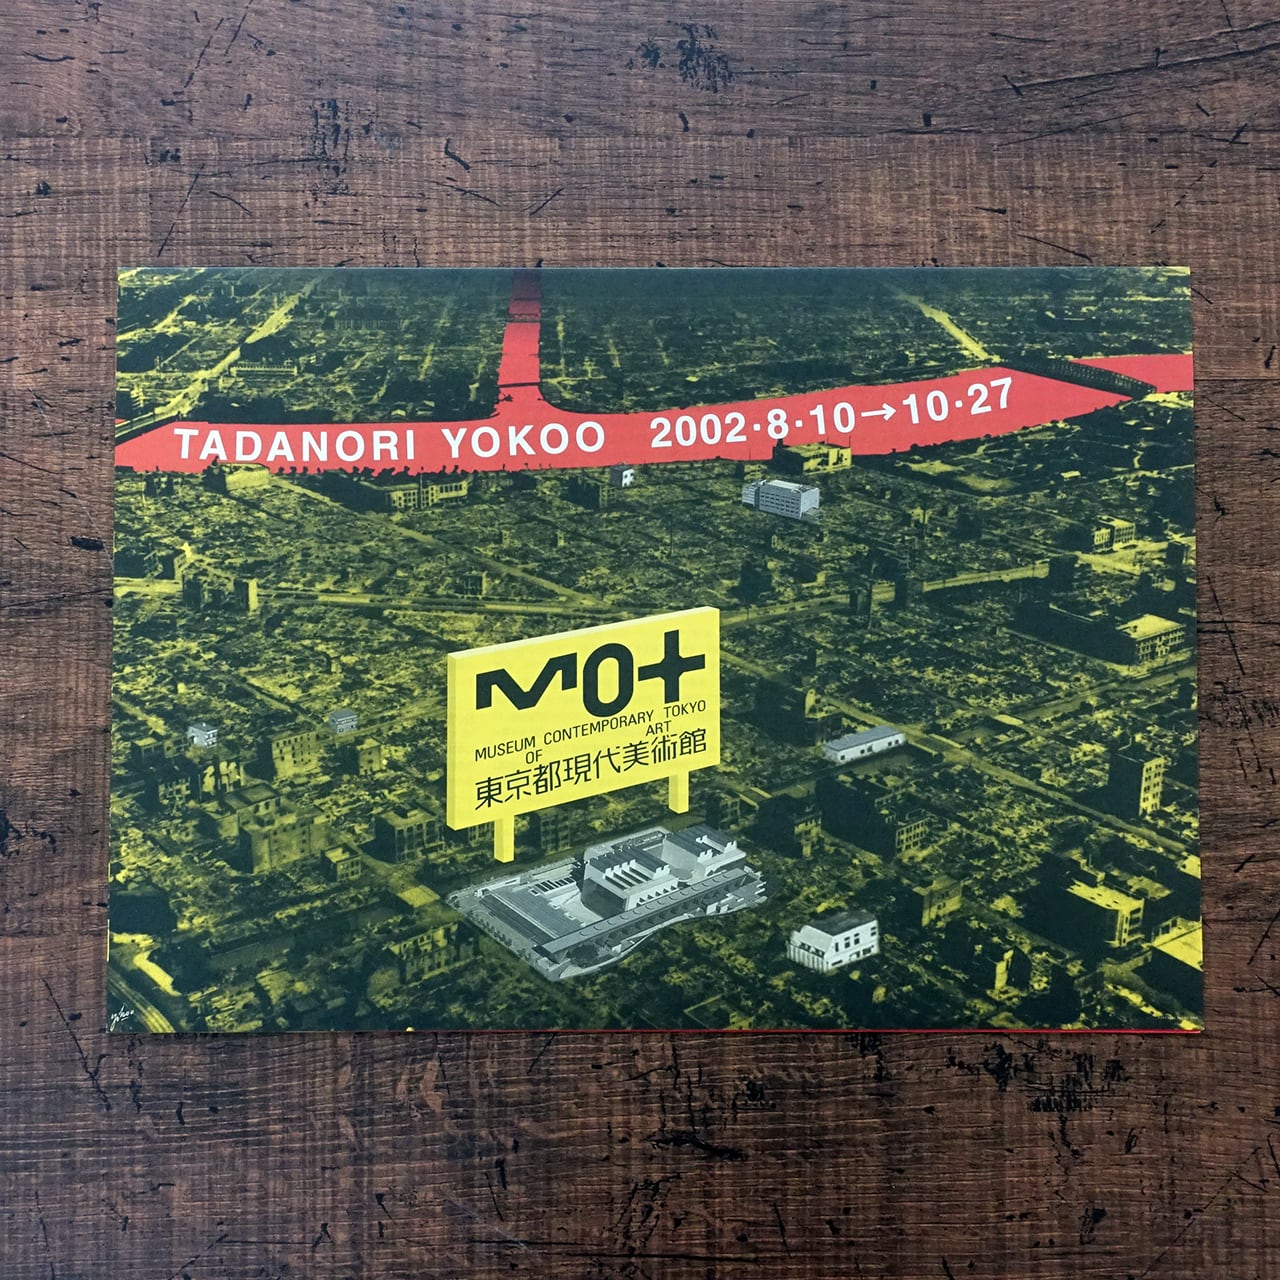 TADANORI YOKOO 2002・8・10→10・27
MOT
MUSEUM CONTEMPORARY TOKYO
OF ART
東京都現代美術館
yokoo